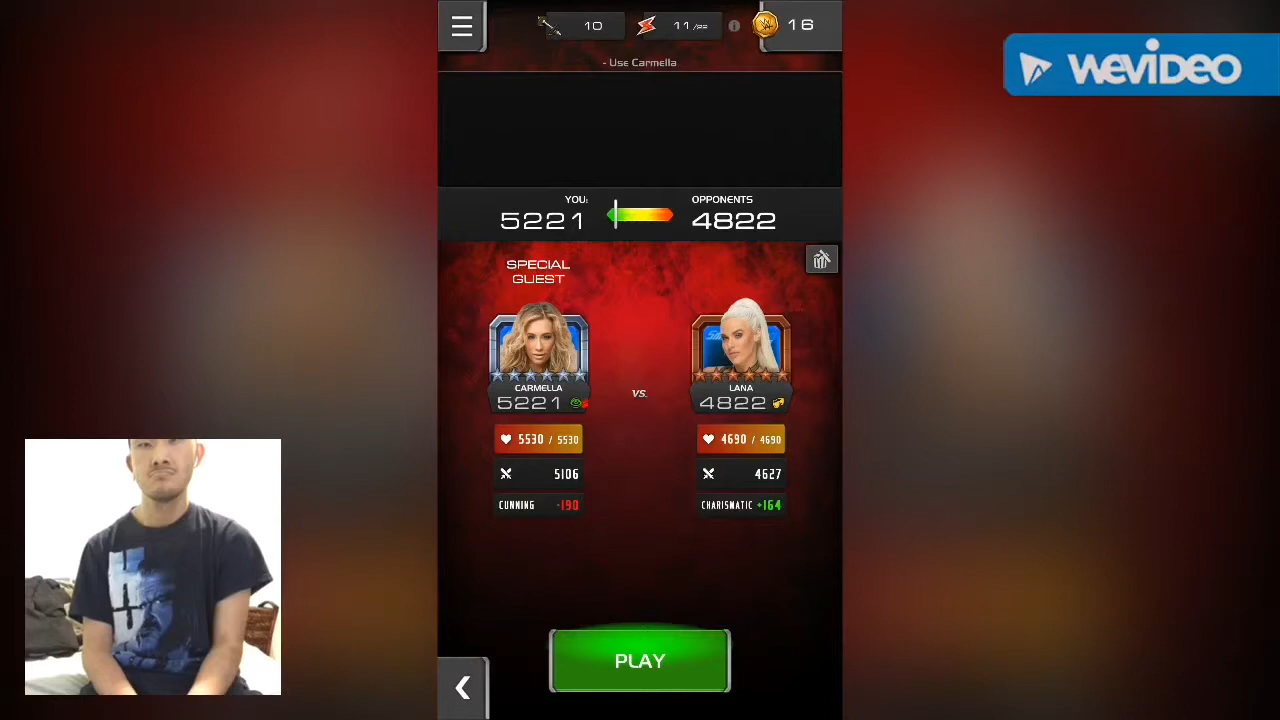 10
11 /22
16
WEVIDEO
- Use Carmella
YOU:
5221
OPPONENTS
4822
SPECIAL
GUEST
CARMELLA
5221
LANA
4822
VS.
5530 / 5530
4690 / 4690
5106
4627
CUNNING -190
CHARISMATIC +164
PLAY